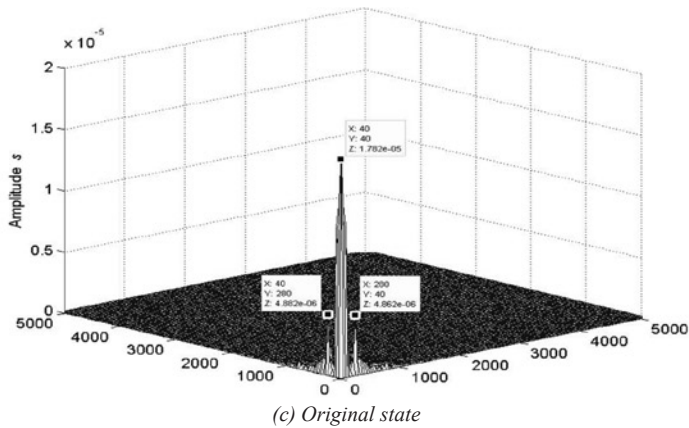 × 10⁻⁵
2
1.5
1
0.5
0
Amplitude s
X: 40
Y: 40
Z: 1.782e-05
X: 40
Y: 280
Z: 4.882e-06
X: 280
Y: 40
Z: 4.862e-06
5000
4000
3000
2000
1000
0
0
1000
2000
3000
4000
5000
(c) Original state